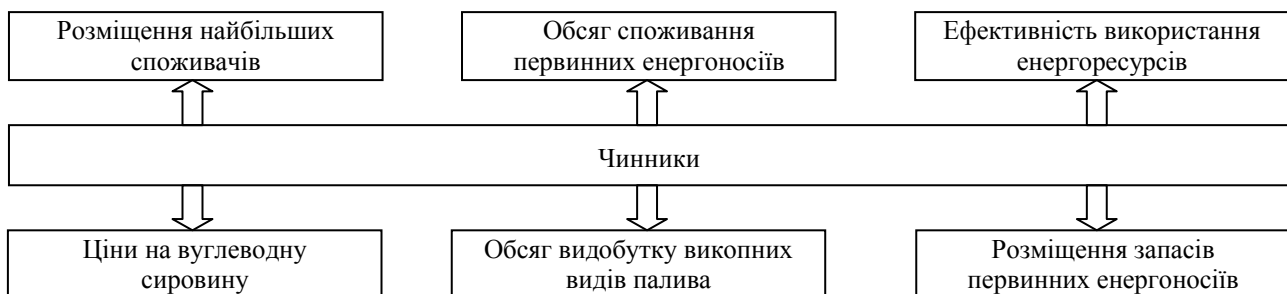 Розміщення найбільших
споживачів
Обсяг споживання
первинних енергоносіїв
Ефективність використання
енергоресурсів
Чинники
Ціни на вуглеводну
сировину
Обсяг видобутку викопних
видів палива
Розміщення запасів
первинних енергоносіїв